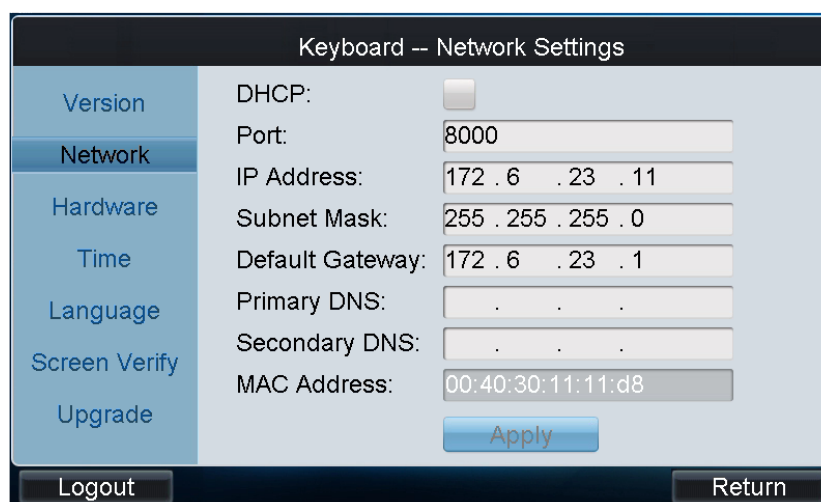 Keyboard -- Network Settings
Version
Network
Hardware
Time
Language
Screen Verify
Upgrade
DHCP:
Port: 8000
IP Address: 172 . 6 . 23 . 11
Subnet Mask: 255 . 255 . 255 . 0
Default Gateway: 172 . 6 . 23 . 1
Primary DNS: . . .
Secondary DNS: . . .
MAC Address: 00:40:30:11:11:d8
Apply
Logout
Return